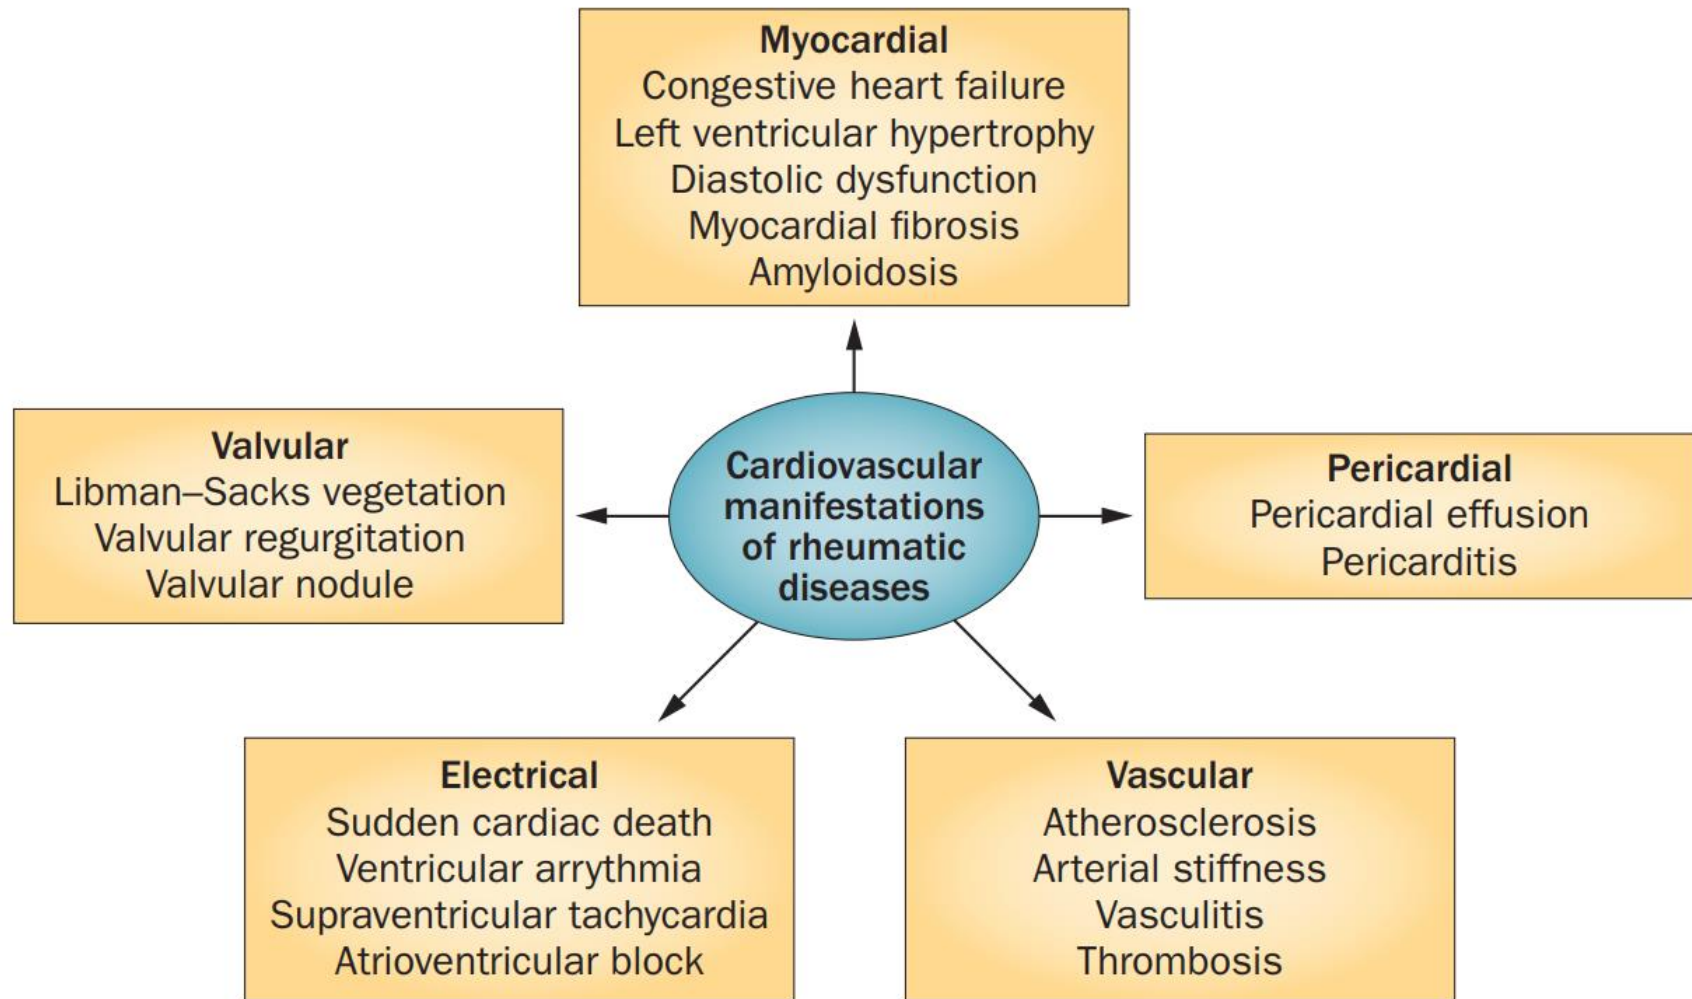 Myocardial
Congestive heart failure
Left ventricular hypertrophy
Diastolic dysfunction
Myocardial fibrosis
Amyloidosis
Valvular
Libman–Sacks vegetation
Valvular regurgitation
Valvular nodule
Cardiovascular
manifestations
of rheumatic
diseases
Pericardial
Pericardial effusion
Pericarditis
Electrical
Sudden cardiac death
Ventricular arrythmia
Supraventricular tachycardia
Atrioventricular block
Vascular
Atherosclerosis
Arterial stiffness
Vasculitis
Thrombosis